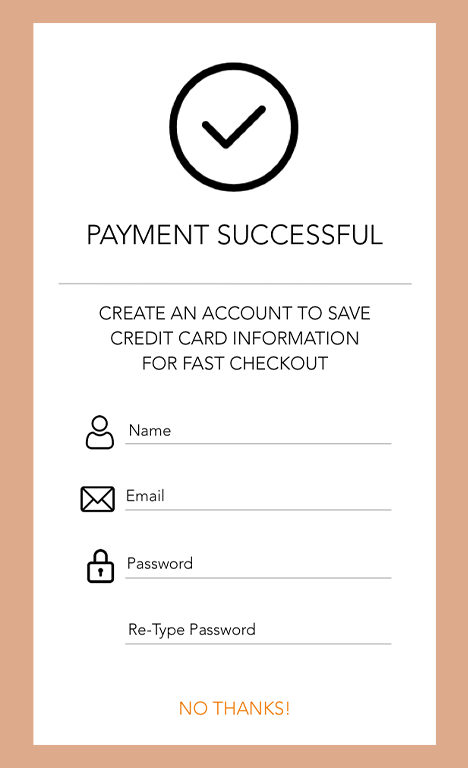 PAYMENT SUCCESSFUL
CREATE AN ACCOUNT TO SAVE
CREDIT CARD INFORMATION
FOR FAST CHECKOUT
Name
Email
Password
Re-Type Password
NO THANKS!